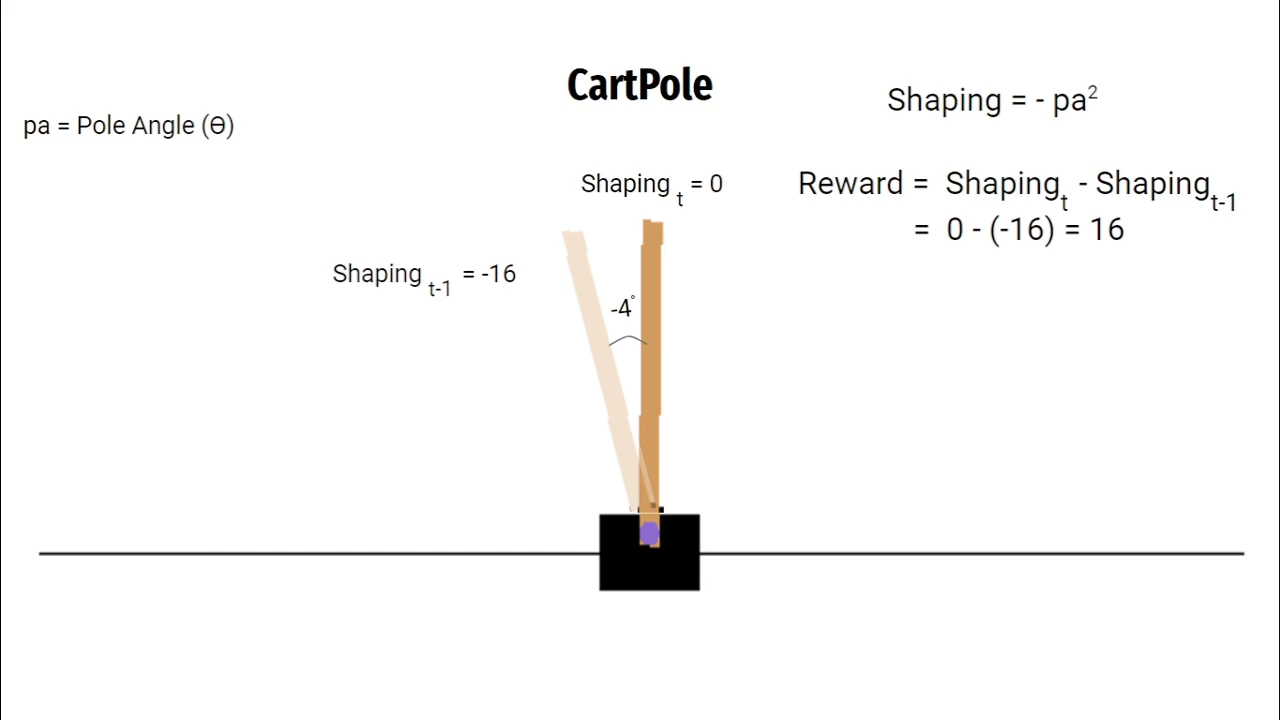 CartPole
pa = Pole Angle (Θ)
Shaping = - pa²
Shaping t = 0
Reward = Shaping t - Shaping t-1
= 0 - (-16) = 16
Shaping t-1 = -16
-4°